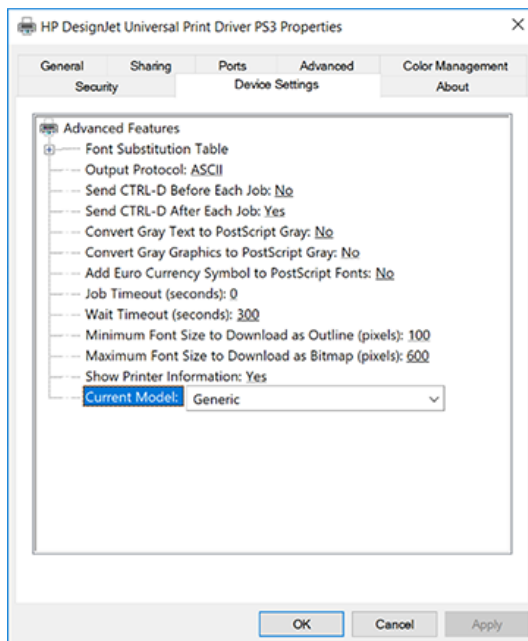 HP DesignJet Universal Print Driver PS3 Properties
General Sharing Ports Advanced Color Management
Security Device Settings About
Advanced Features
Font Substitution Table
Output Protocol: ASCII
Send CTRL-D Before Each Job: No
Send CTRL-D After Each Job: Yes
Convert Gray Text to PostScript Gray: No
Convert Gray Graphics to PostScript Gray: No
Add Euro Currency Symbol to PostScript Fonts: No
Job Timeout (seconds): 0
Wait Timeout (seconds): 300
Minimum Font Size to Download as Outline (pixels): 100
Maximum Font Size to Download as Bitmap (pixels): 600
Show Printer Information: Yes
Current Model: Generic
OK Cancel Apply